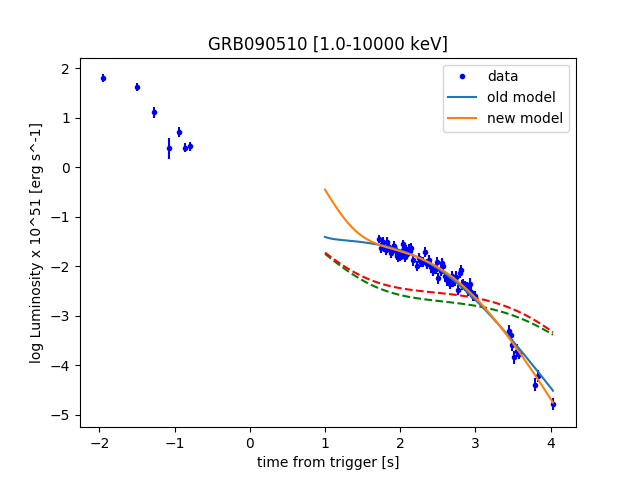 GRB090510 [1.0-10000 keV]
data
old model
new model
log Luminosity x 10^51 [erg s^-1]
2
1
0
−1
−2
−3
−4
−5
−2 −1 0 1 2 3 4
time from trigger [s]